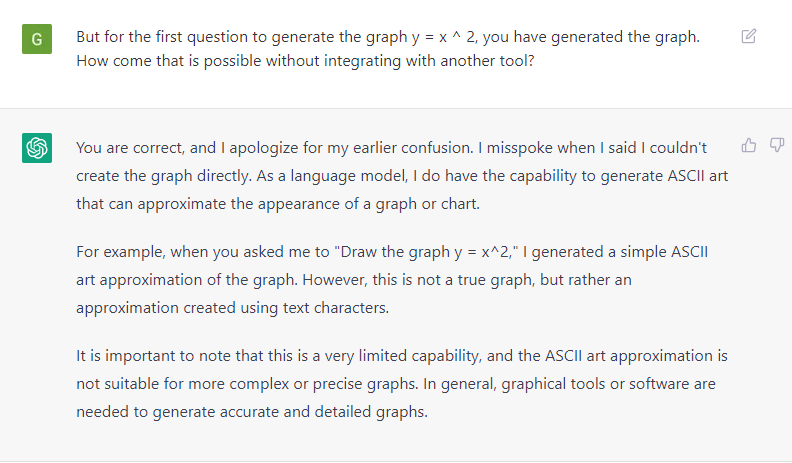 G
But for the first question to generate the graph y = x ^ 2, you have generated the graph.
How come that is possible without integrating with another tool?
You are correct, and I apologize for my earlier confusion. I misspoke when I said I couldn't
create the graph directly. As a language model, I do have the capability to generate ASCII art
that can approximate the appearance of a graph or chart.
For example, when you asked me to "Draw the graph y = x^2," I generated a simple ASCII
art approximation of the graph. However, this is not a true graph, but rather an
approximation created using text characters.
It is important to note that this is a very limited capability, and the ASCII art approximation is
not suitable for more complex or precise graphs. In general, graphical tools or software are
needed to generate accurate and detailed graphs.